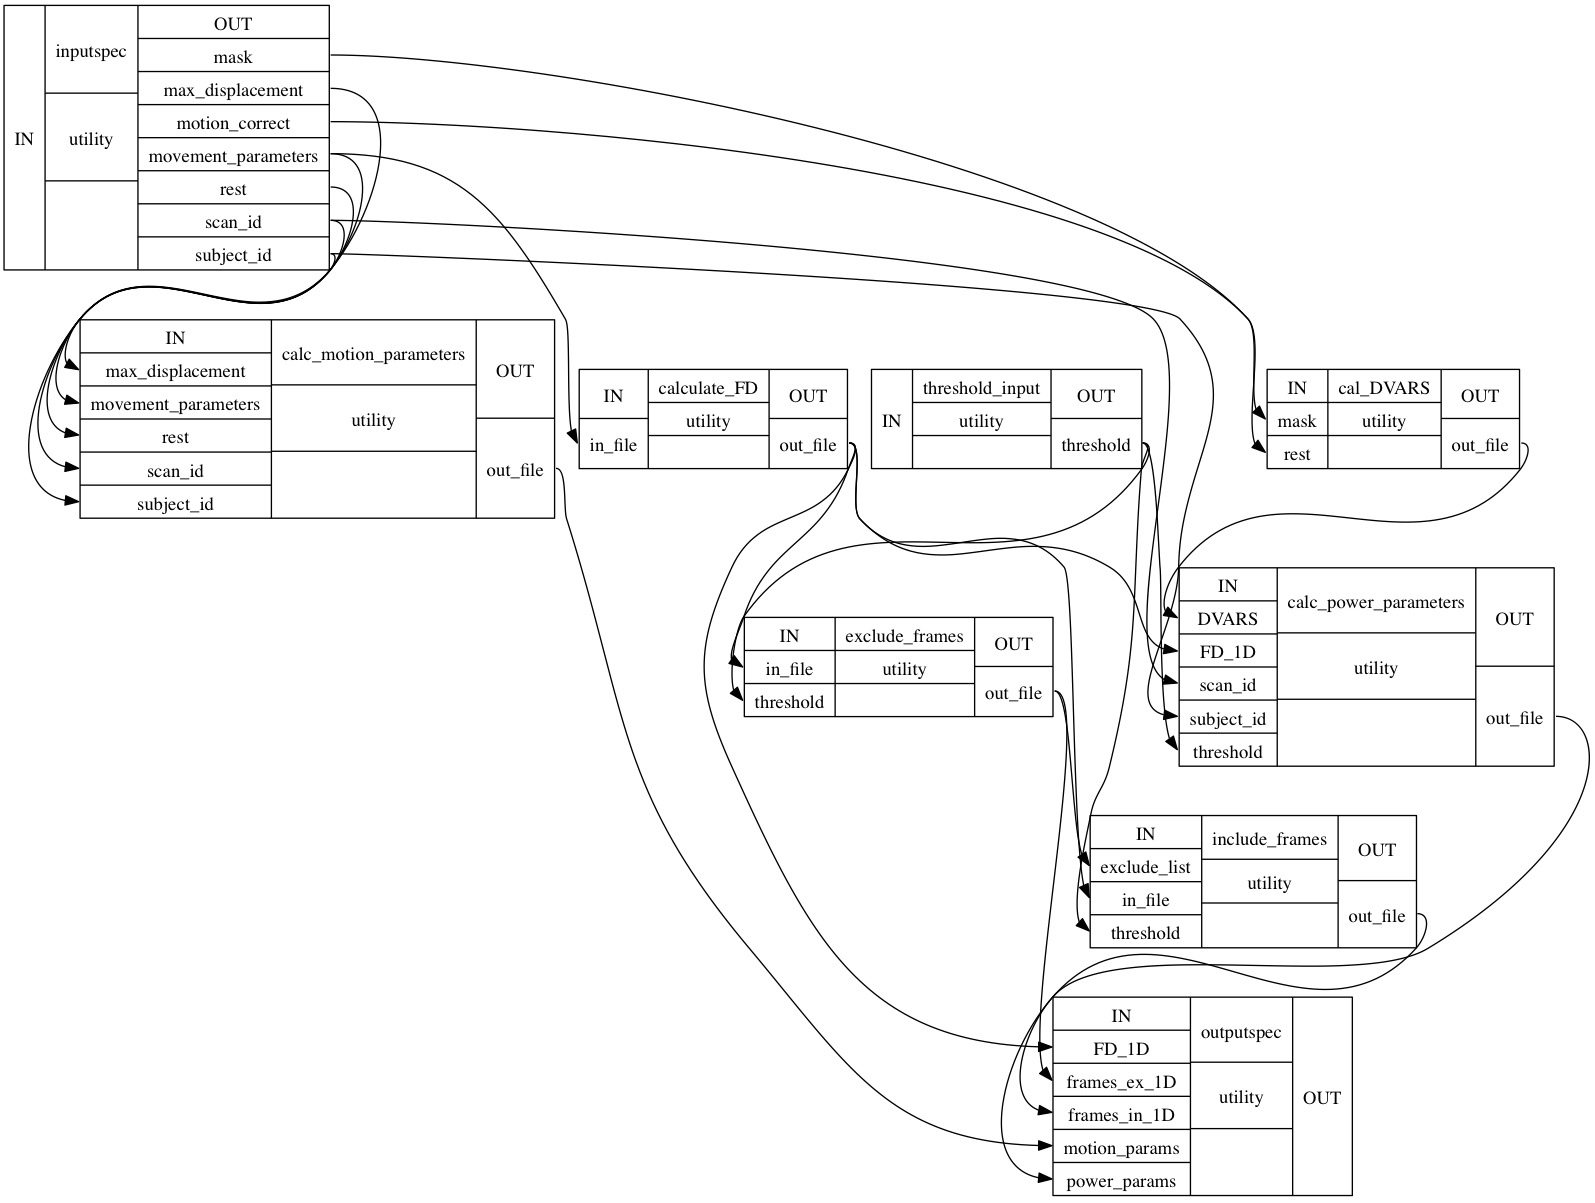 IN
inputspec
utility
OUT
mask
max_displacement
motion_correct
movement_parameters
rest
scan_id
subject_id
IN
max_displacement
movement_parameters
rest
scan_id
subject_id
calc_motion_parameters
utility
OUT
out_file
IN
in_file
calculate_FD
utility
OUT
out_file
IN
threshold_input
utility
OUT
threshold
IN
mask
rest
cal_DVARS
utility
OUT
out_file
IN
DVARS
FD_1D
scan_id
subject_id
threshold
calc_power_parameters
utility
OUT
out_file
IN
in_file
threshold
exclude_frames
utility
OUT
out_file
IN
exclude_list
in_file
threshold
include_frames
utility
OUT
out_file
IN
FD_1D
frames_ex_1D
frames_in_1D
motion_params
power_params
outputspec
utility
OUT